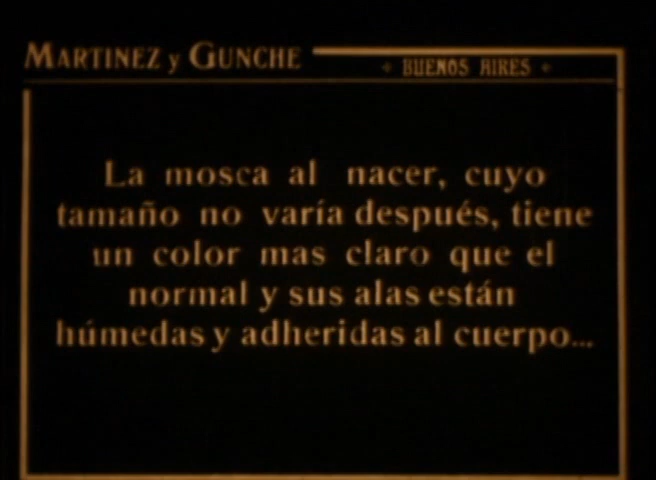 MARTINEZ y GUNCHE
BUENOS AIRES
La mosca al nacer, cuyo
tamaño no varía después, tiene
un color mas claro que el
normal y sus alas están
húmedas y adheridas al cuerpo...